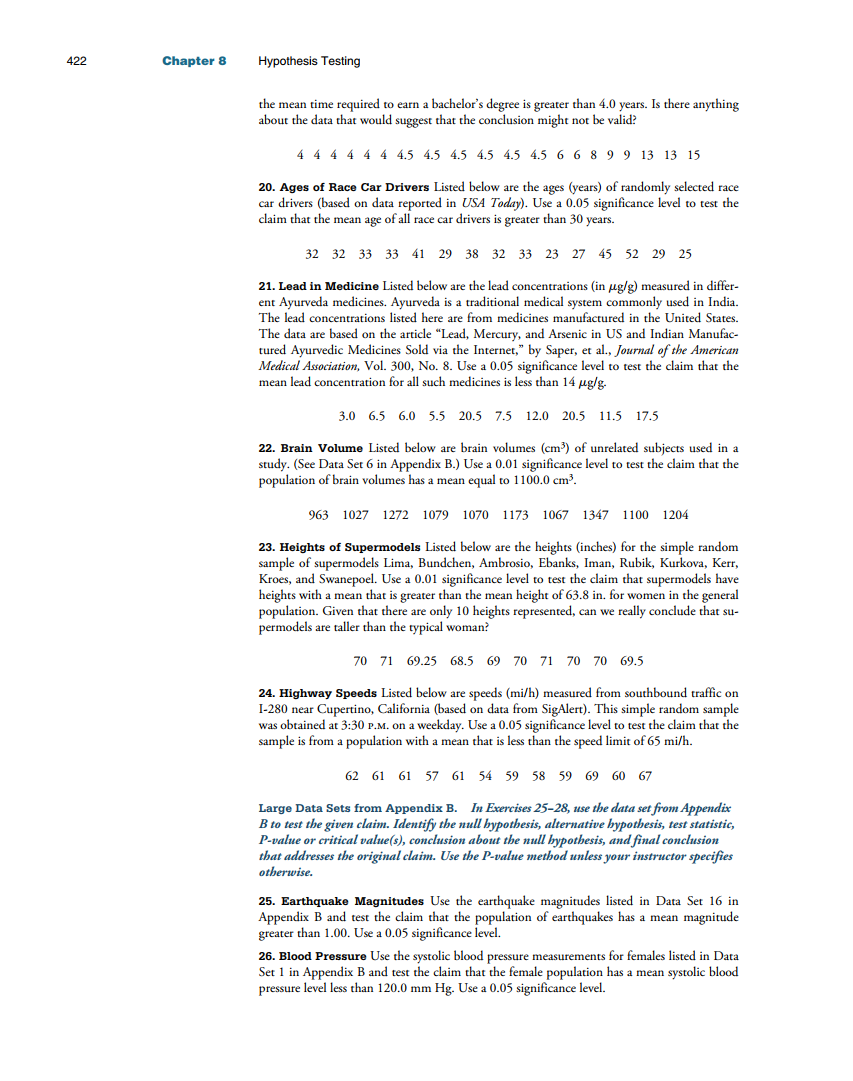 422 Chapter 8 Hypothesis Testing
the mean time required to earn a bachelor's degree is greater than 4.0 years. Is there anything
about the data that would suggest that the conclusion might not be valid?
4 4 4 4 4 4 4.5 4.5 4.5 4.5 4.5 4.5 6 6 8 9 9 13 13 15
20. Ages of Race Car Drivers Listed below are the ages (years) of randomly selected race
car drivers (based on data reported in USA Today). Use a 0.05 significance level to test the
claim that the mean age of all race car drivers is greater than 30 years.
32 32 33 33 41 29 38 32 33 23 27 45 52 29 25
21. Lead in Medicine Listed below are the lead concentrations (in μg/g) measured in differ-
ent Ayurveda medicines. Ayurveda is a traditional medical system commonly used in India.
The lead concentrations listed here are from medicines manufactured in the United States.
The data are based on the article “Lead, Mercury, and Arsenic in US and Indian Manufac-
tured Ayurvedic Medicines Sold via the Internet,” by Saper, et al., Journal of the American
Medical Association, Vol. 300, No. 8. Use a 0.05 significance level to test the claim that the
mean lead concentration for all such medicines is less than 14 μg/g.
3.0 6.5 6.0 5.5 20.5 7.5 12.0 20.5 11.5 17.5
22. Brain Volume Listed below are brain volumes (cm³) of unrelated subjects used in a
study. (See Data Set 6 in Appendix B.) Use a 0.01 significance level to test the claim that the
population of brain volumes has a mean equal to 1100.0 cm³.
963 1027 1272 1079 1070 1173 1067 1347 1100 1204
23. Heights of Supermodels Listed below are the heights (inches) for the simple random
sample of supermodels Lima, Bundchen, Ambrosio, Ebanks, Iman, Rubik, Kurkova, Kerr,
Kroes, and Swanepoel. Use a 0.01 significance level to test the claim that supermodels have
heights with a mean that is greater than the mean height of 63.8 in. for women in the general
population. Given that there are only 10 heights represented, can we really conclude that su-
permodels are taller than the typical woman?
70 71 69.25 68.5 69 70 71 70 70 69.5
24. Highway Speeds Listed below are speeds (mi/h) measured from southbound traffic on
I-280 near Cupertino, California (based on data from SigAlert). This simple random sample
was obtained at 3:30 P.M. on a weekday. Use a 0.05 significance level to test the claim that the
sample is from a population with a mean that is less than the speed limit of 65 mi/h.
62 61 61 57 61 54 59 58 59 69 60 67
Large Data Sets from Appendix B. In Exercises 25–28, use the data set from Appendix
B to test the given claim. Identify the null hypothesis, alternative hypothesis, test statistic,
P-value or critical value(s), conclusion about the null hypothesis, and final conclusion
that addresses the original claim. Use the P-value method unless your instructor specifies
otherwise.
25. Earthquake Magnitudes Use the earthquake magnitudes listed in Data Set 16 in
Appendix B and test the claim that the population of earthquakes has a mean magnitude
greater than 1.00. Use a 0.05 significance level.
26. Blood Pressure Use the systolic blood pressure measurements for females listed in Data
Set 1 in Appendix B and test the claim that the female population has a mean systolic blood
pressure level less than 120.0 mm Hg. Use a 0.05 significance level.